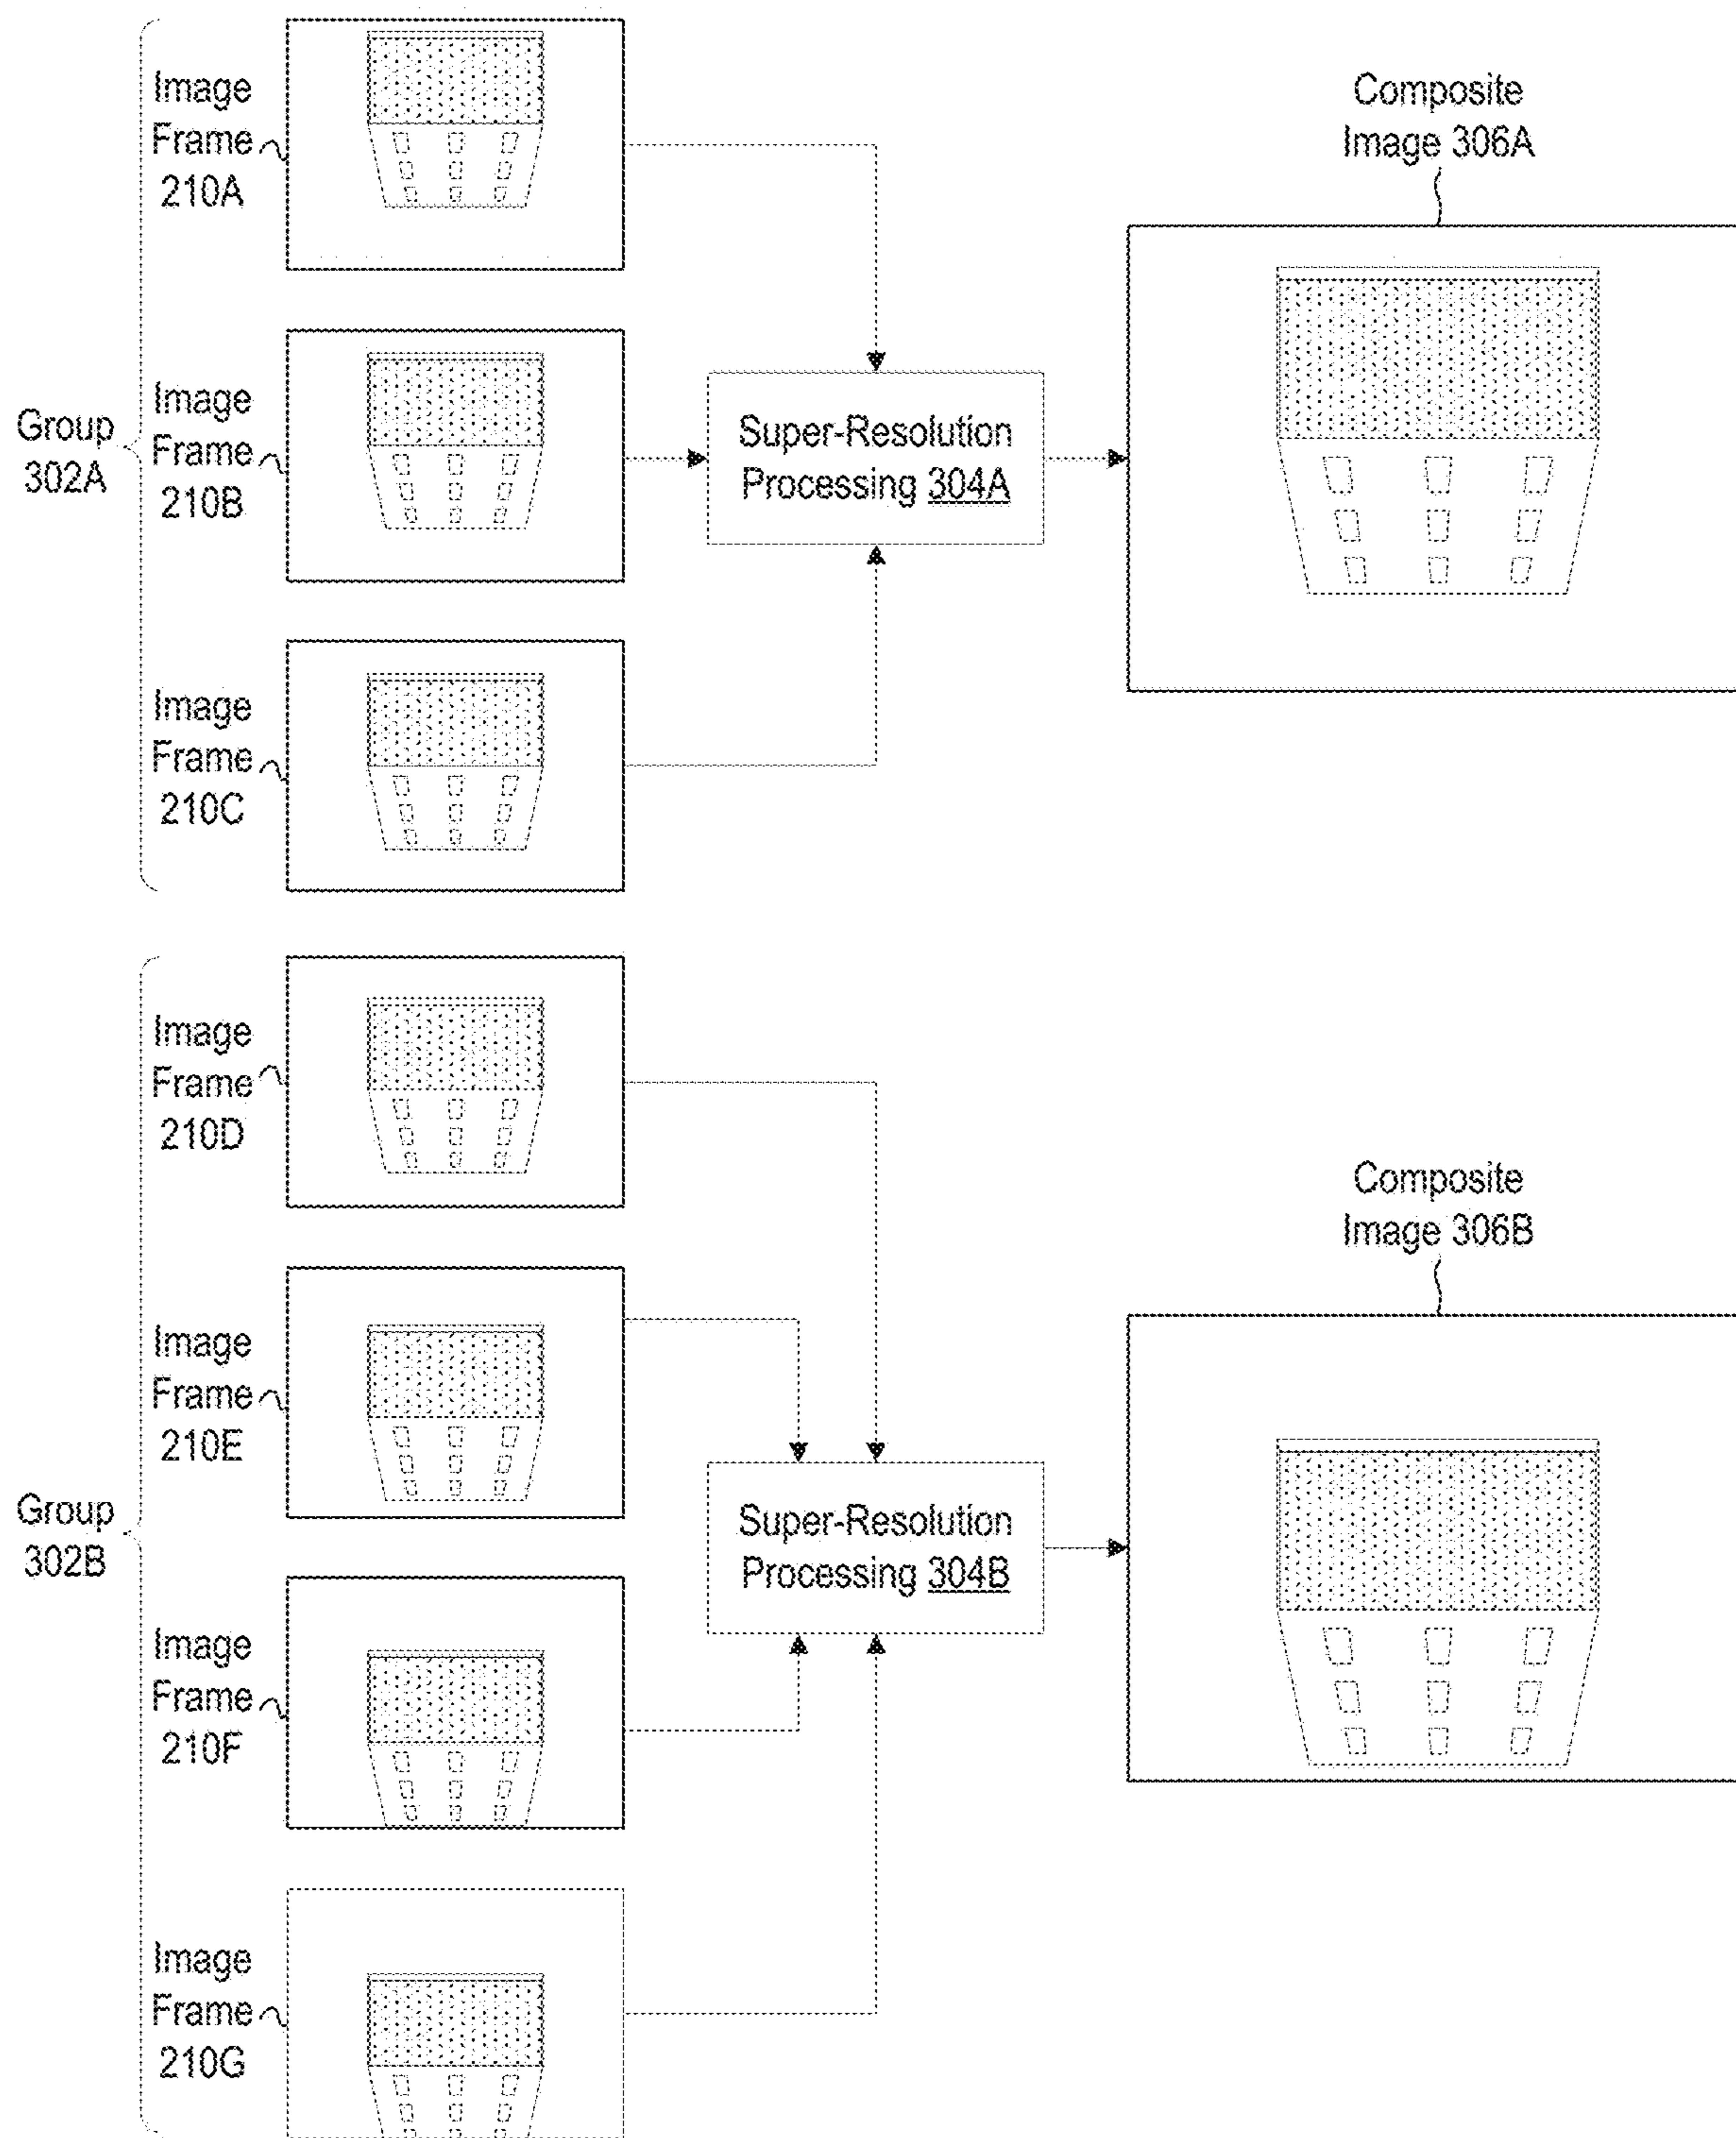 Image
Frame
210A
Composite
Image 306A
Group
302A
Image
Frame
210B
Super-Resolution
Processing 304A
Image
Frame
210C
Image
Frame
210D
Composite
Image 306B
Image
Frame
210E
Group
302B
Super-Resolution
Processing 304B
Image
Frame
210F
Image
Frame
210G